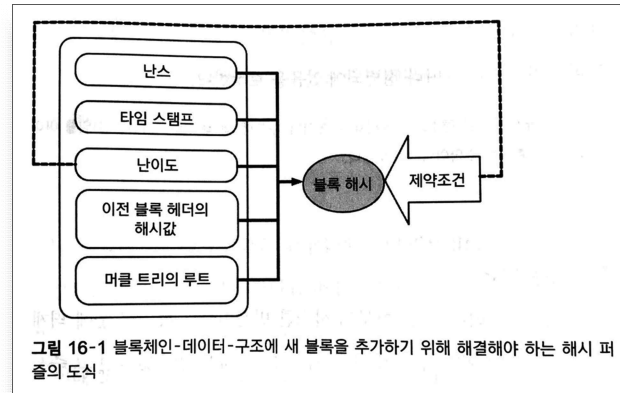 난스
타임 스탬프
난이도
이전 블록 헤더의
해시값
머클 트리의 루트
블록 해시
제약조건
그림 16-1 블록체인-데이터-구조에 새 블록을 추가하기 위해 해결해야 하는 해시 퍼
즐의 도식